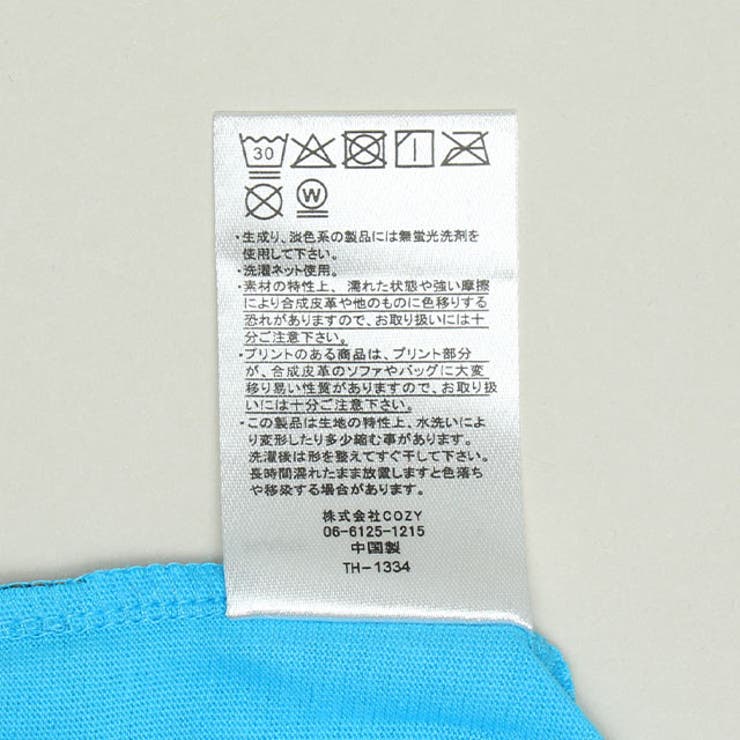 30
W
・生成り、淡色系の製品には無蛍光洗剤を
使用して下さい。
・洗濯ネット使用。
・素材の特性上、濡れた状態や強い摩擦
により合成皮革や他のものに色移りする
恐れがありますので、お取り扱いには十
分ご注意下さい。
・プリントのある商品は、プリント部分
が、合成皮革のソファやバッグに大変
移り易い性質がありますので、お取り扱
いには十分ご注意下さい。
・この製品は生地の特性上、水洗いによ
り変形したり多少縮む事があります。
洗濯後は形を整えてすぐ干して下さい。
長時間濡れたまま放置しますと色落ち
や移染する場合があります。
株式会社COZY
06-6125-1215
中国製
TH-1334